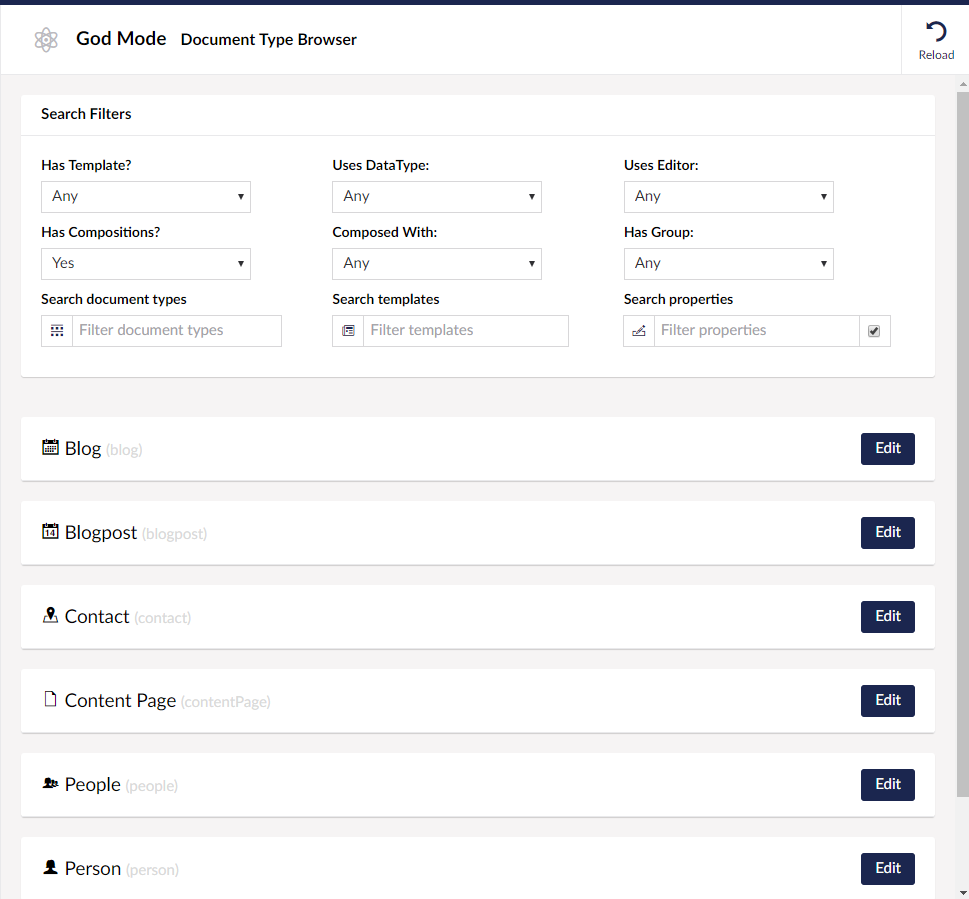 God Mode Document Type Browser
Reload
Search Filters
Has Template? Uses DataType: Uses Editor:
Any Any Any
Has Compositions? Composed With: Has Group:
Yes Any Any
Search document types Search templates Search properties
Filter document types Filter templates Filter properties
Blog (blog) Edit
14 Blogpost (blogpost) Edit
Contact (contact) Edit
Content Page (contentPage) Edit
People (people) Edit
Person (person) Edit